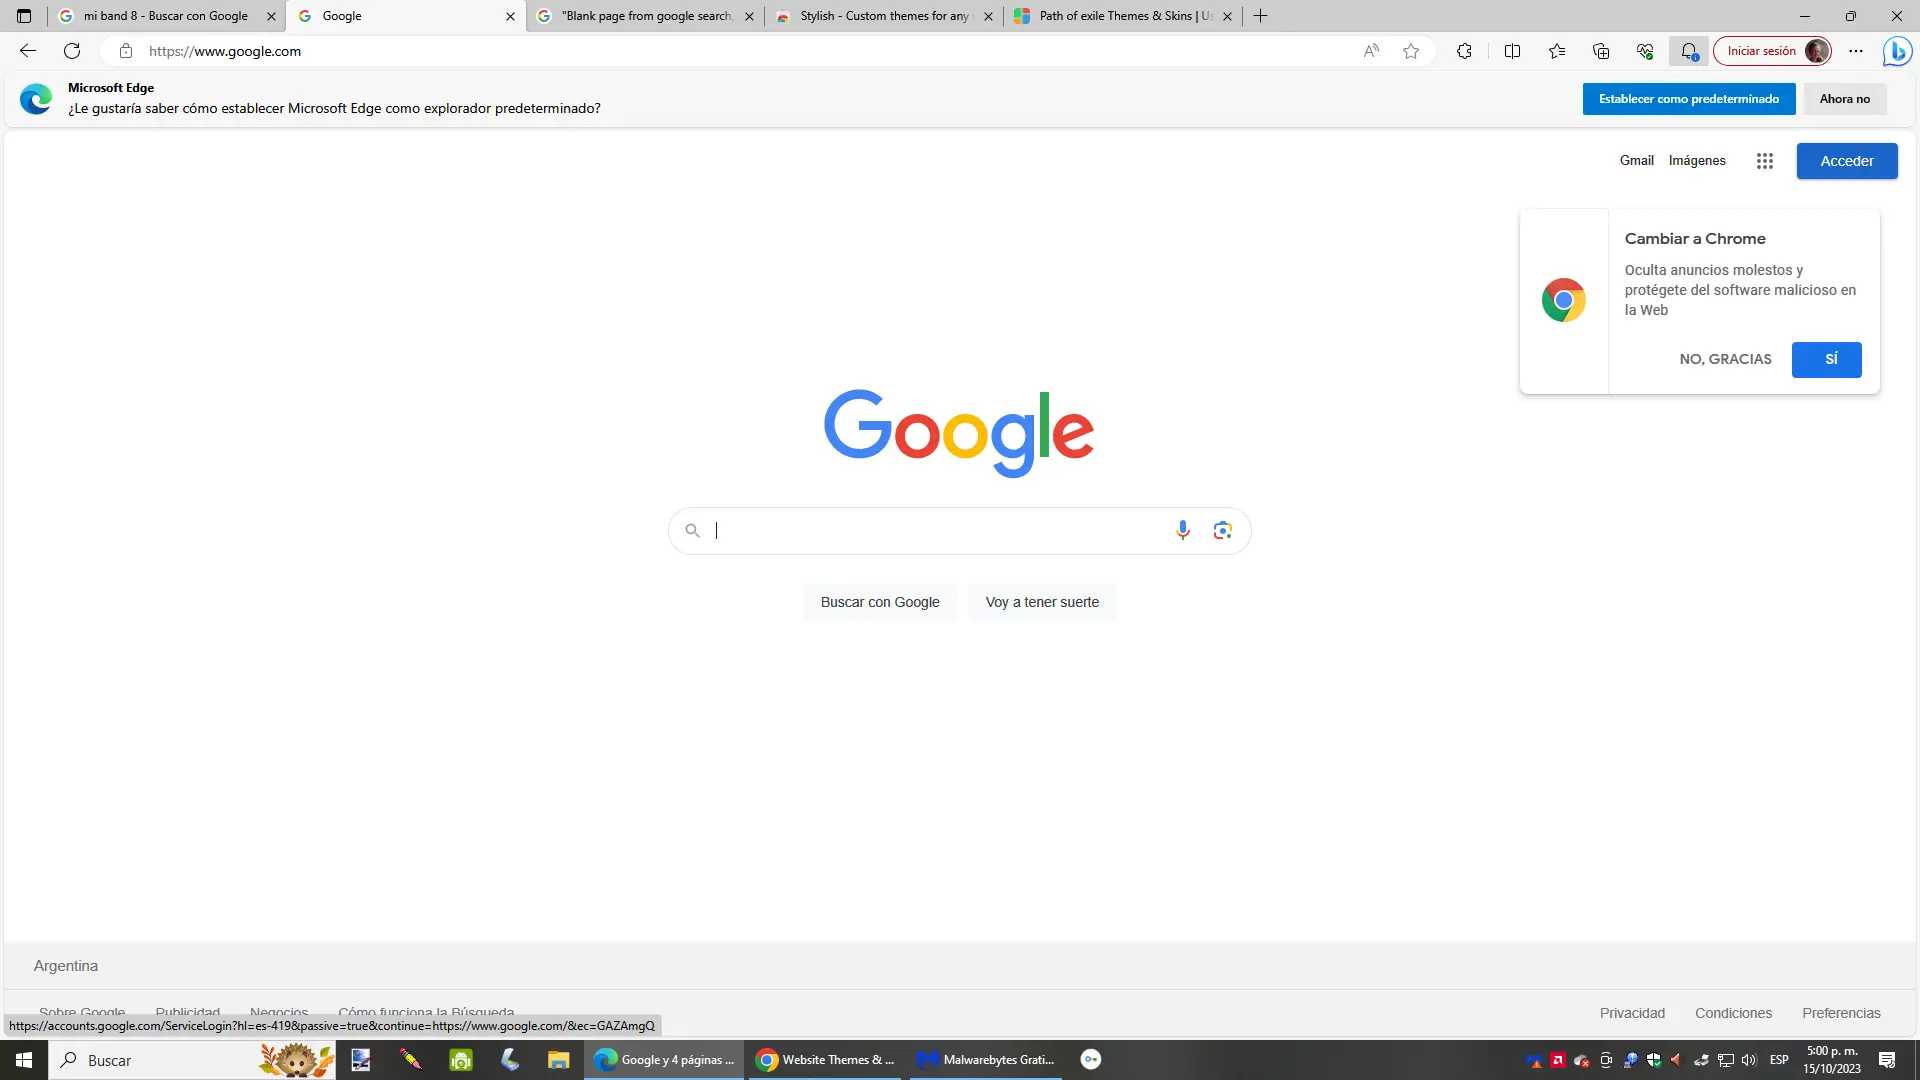 mi band 8 - Buscar con Google
Google
"Blank page from google search,
Stylish - Custom themes for any
Path of exile Themes & Skins | Us
https://www.google.com
Iniciar sesión
Microsoft Edge
¿Le gustaría saber cómo establecer Microsoft Edge como explorador predeterminado?
Establecer como predeterminado
Ahora no
Gmail
Imágenes
Acceder
Cambiar a Chrome
Oculta anuncios molestos y
protégete del software malicioso en
la Web
NO, GRACIAS
SÍ
Google
Buscar con Google
Voy a tener suerte
Argentina
Sobre Google
Publicidad
Negocios
Cómo funciona la Búsqueda
Privacidad
Condiciones
Preferencias
https://accounts.google.com/ServiceLogin?hl=es-419&passive=true&continue=https://www.google.com/&ec=GAZAmgQ
Buscar
Google y 4 páginas ...
Website Themes & ...
Malwarebytes Grati...
ESP
5:00 p. m.
15/10/2023